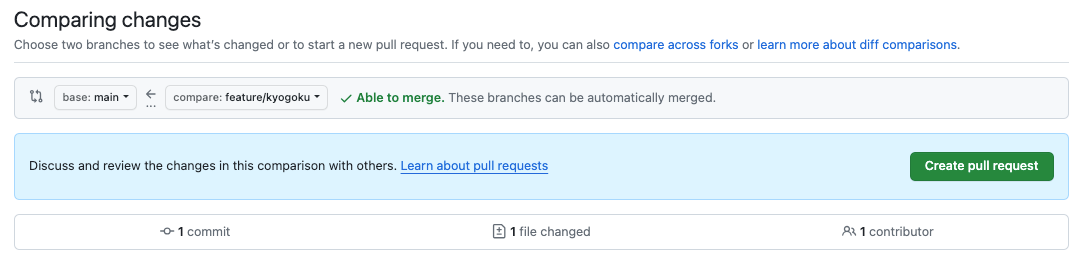 Comparing changes
Choose two branches to see what's changed or to start a new pull request. If you need to, you can also compare across forks or learn more about diff comparisons.
base: main ... compare: feature/kyogoku ✓ Able to merge. These branches can be automatically merged.
Discuss and review the changes in this comparison with others. Learn about pull requests Create pull request
1 commit 1 file changed 1 contributor